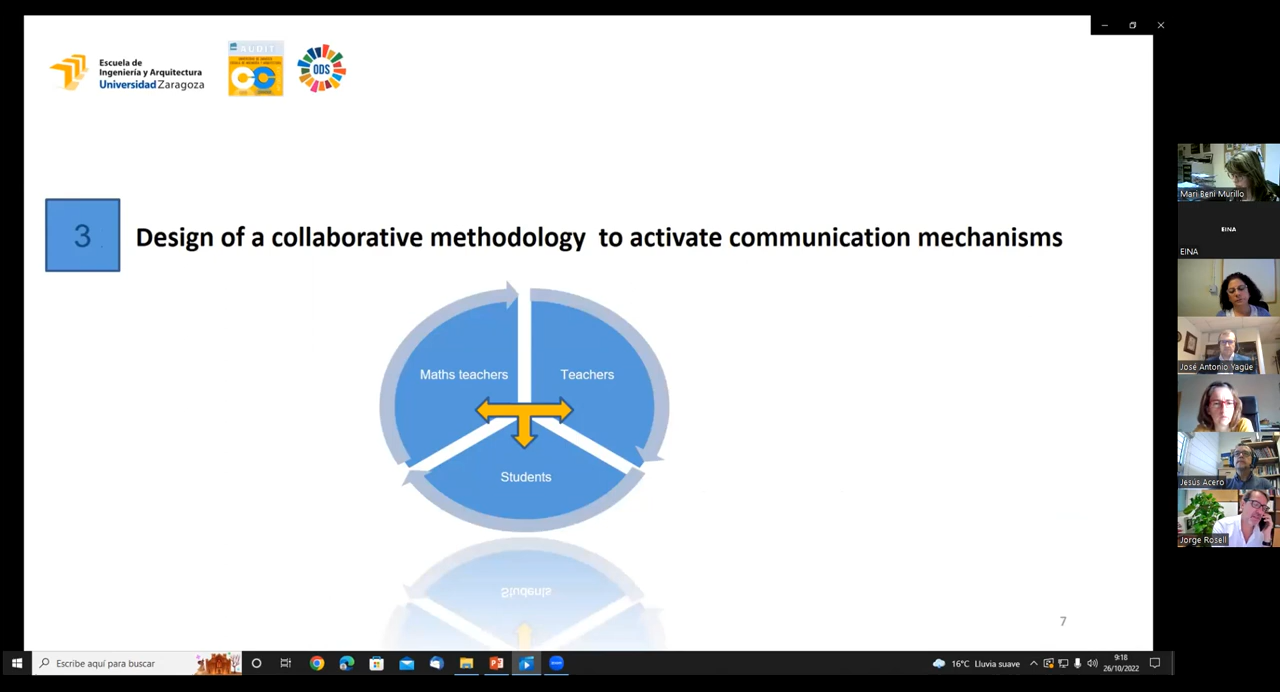 Escuela de
Ingeniería y Arquitectura
Universidad Zaragoza
AUDIT
ODS
3
Design of a collaborative methodology to activate communication mechanisms
Maths teachers
Teachers
Students
Students
7
Mari Beni Murillo
EINA
EINA
José Antonio Yagüe
Jesús Acero
Jorge Rosell
Escribe aquí para buscar
16°C Lluvia suave
9:18
26/10/2022